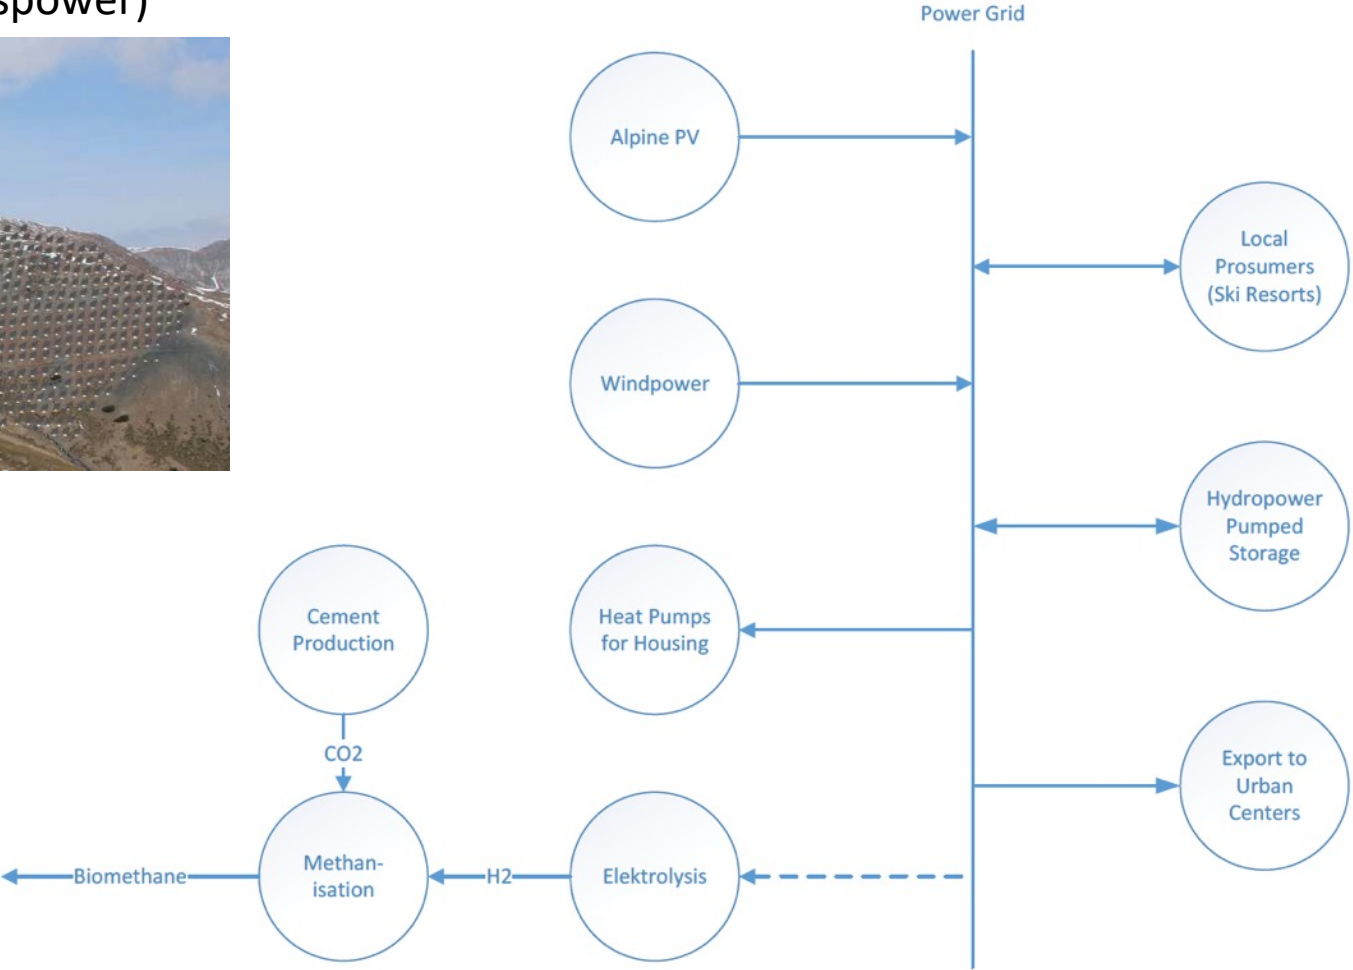 Power Grid
Alpine PV
Local
Prosumers
(Ski Resorts)
Windpower
Hydropower
Pumped
Storage
Cement
Production
Heat Pumps
for Housing
CO2
Export to
Urban
Centers
Biomethane
Methan-
isation
H2
Elektrolysis